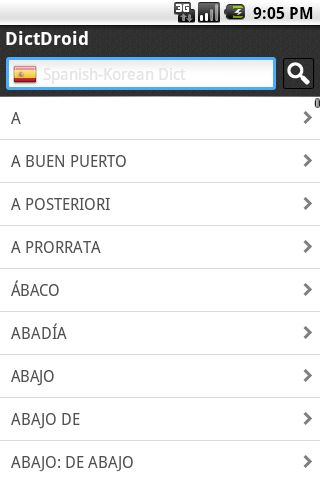 3G
9:05 PM
DictDroid
Spanish-Korean Dict
A
A BUEN PUERTO
A POSTERIORI
A PRORRATA
ÁBACO
ABADÍA
ABAJO
ABAJO DE
ABAJO: DE ABAJO